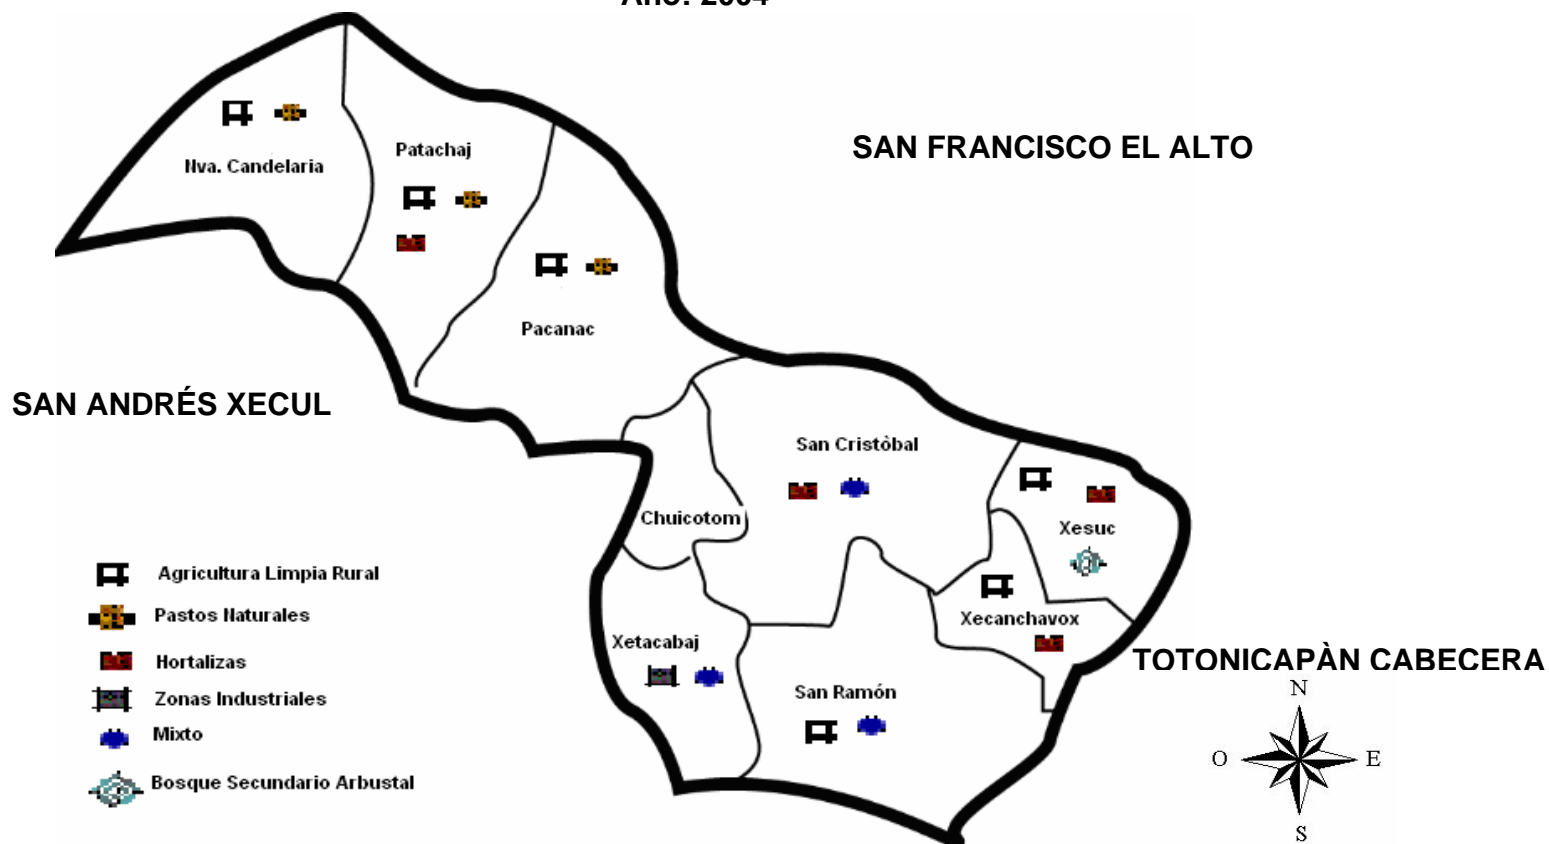 SAN FRANCISCO EL ALTO
Patachaj
Nva. Candelaria
Pacanac
SAN ANDRÉS XECUL
San Cristòbal
Chuicotom
Xesuc
Xecanchavox
Xetacabaj
TOTONICAPÀN CABECERA
San Ramón
Agricultura Limpia Rural
Pastos Naturales
Hortalizas
Zonas Industriales
Mixto
Bosque Secundario Arbustal
N
O
E
S